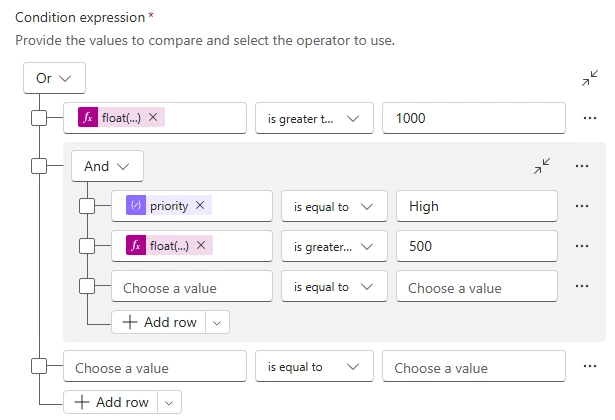 Condition expression *
Provide the values to compare and select the operator to use.
Or
fx float(...) × is greater t... 1000 ...
And ...
{✓} priority × is equal to High ...
fx float(...) × is greater... 500 ...
Choose a value is equal to Choose a value ...
+ Add row
Choose a value is equal to Choose a value ...
+ Add row